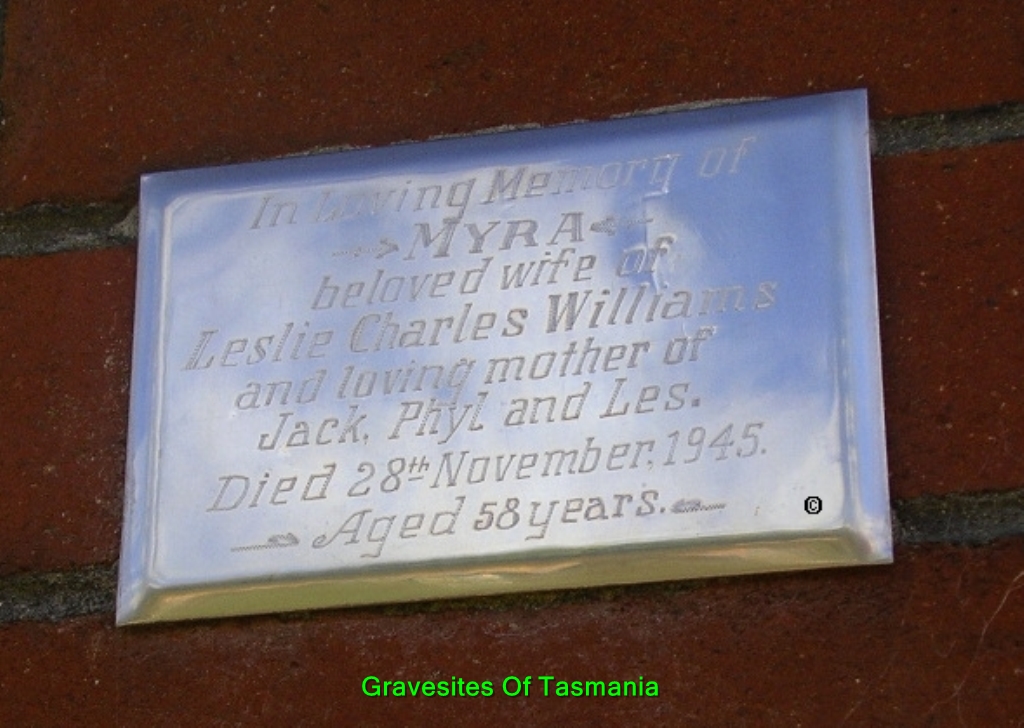 In Loving Memory of
MYRA
beloved wife of
Leslie Charles Williams
and loving mother of
Jack, Phyl and Les.
Died 28th November, 1945.
Aged 58 years.
©
Gravesites Of Tasmania